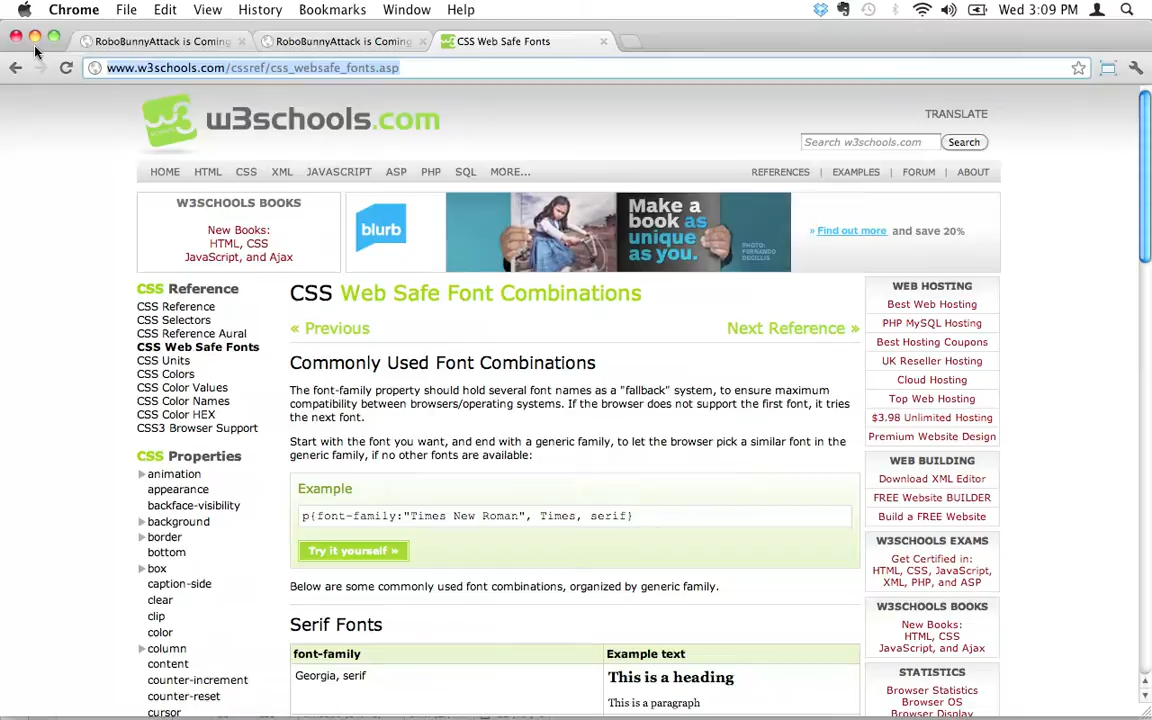 Chrome File Edit View History Bookmarks Window Help Wed 3:09 PM
RoboBunnyAttack is Coming RoboBunnyAttack is Coming CSS Web Safe Fonts
www.w3schools.com/cssref/css_websafe_fonts.asp
w3 w3schools.com
TRANSLATE
Search w3schools.com Search
HOME HTML CSS XML JAVASCRIPT ASP PHP SQL MORE... REFERENCES | EXAMPLES | FORUM | ABOUT
W3SCHOOLS BOOKS
New Books:
HTML, CSS
JavaScript, and Ajax
blurb
Make a
book as
unique
as you.
PHOTO:
FERNANDO
DECILLIS
» Find out more and save 20%
CSS Reference
CSS Reference
CSS Selectors
CSS Reference Aural
CSS Web Safe Fonts
CSS Units
CSS Colors
CSS Color Values
CSS Color Names
CSS Color HEX
CSS3 Browser Support
CSS Properties
animation
appearance
backface-visibility
background
border
bottom
box
caption-side
clear
clip
color
column
content
counter-increment
counter-reset
cursor
CSS Web Safe Font Combinations
« Previous Next Reference »
Commonly Used Font Combinations
The font-family property should hold several font names as a "fallback" system, to ensure maximum
compatibility between browsers/operating systems. If the browser does not support the first font, it tries
the next font.
Start with the font you want, and end with a generic family, to let the browser pick a similar font in the
generic family, if no other fonts are available:
Example
p{font-family:"Times New Roman", Times, serif}
Try it yourself »
Below are some commonly used font combinations, organized by generic family.
Serif Fonts
font-family Example text
Georgia, serif This is a heading
This is a paragraph
WEB HOSTING
Best Web Hosting
PHP MySQL Hosting
Best Hosting Coupons
UK Reseller Hosting
Cloud Hosting
Top Web Hosting
$3.98 Unlimited Hosting
Premium Website Design
WEB BUILDING
Download XML Editor
FREE Website BUILDER
Build a FREE Website
W3SCHOOLS EXAMS
Get Certified in:
HTML, CSS, JavaScript,
XML, PHP, and ASP
W3SCHOOLS BOOKS
New Books:
HTML, CSS
JavaScript, and Ajax
STATISTICS
Browser Statistics
Browser OS
Browser Display